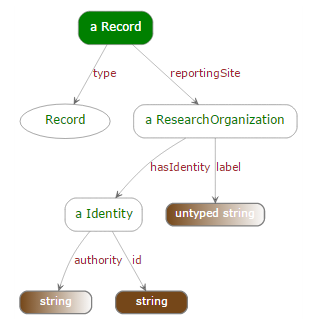 a Record
type
reportingSite
Record
a ResearchOrganization
hasIdentity
label
a Identity
untyped string
authority
id
string
string